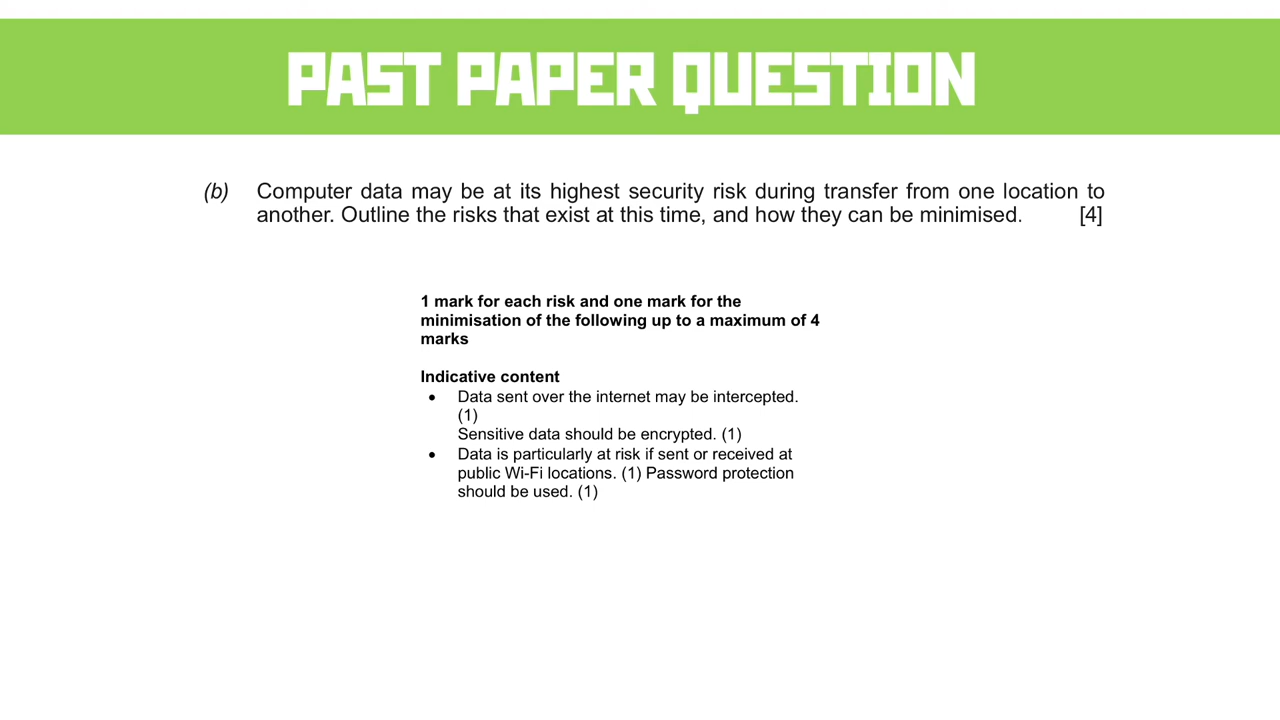 PAST PAPER QUESTION
(b) Computer data may be at its highest security risk during transfer from one location to
another. Outline the risks that exist at this time, and how they can be minimised. [4]
1 mark for each risk and one mark for the
minimisation of the following up to a maximum of 4
marks
Indicative content
• Data sent over the internet may be intercepted.
(1)
Sensitive data should be encrypted. (1)
• Data is particularly at risk if sent or received at
public Wi-Fi locations. (1) Password protection
should be used. (1)